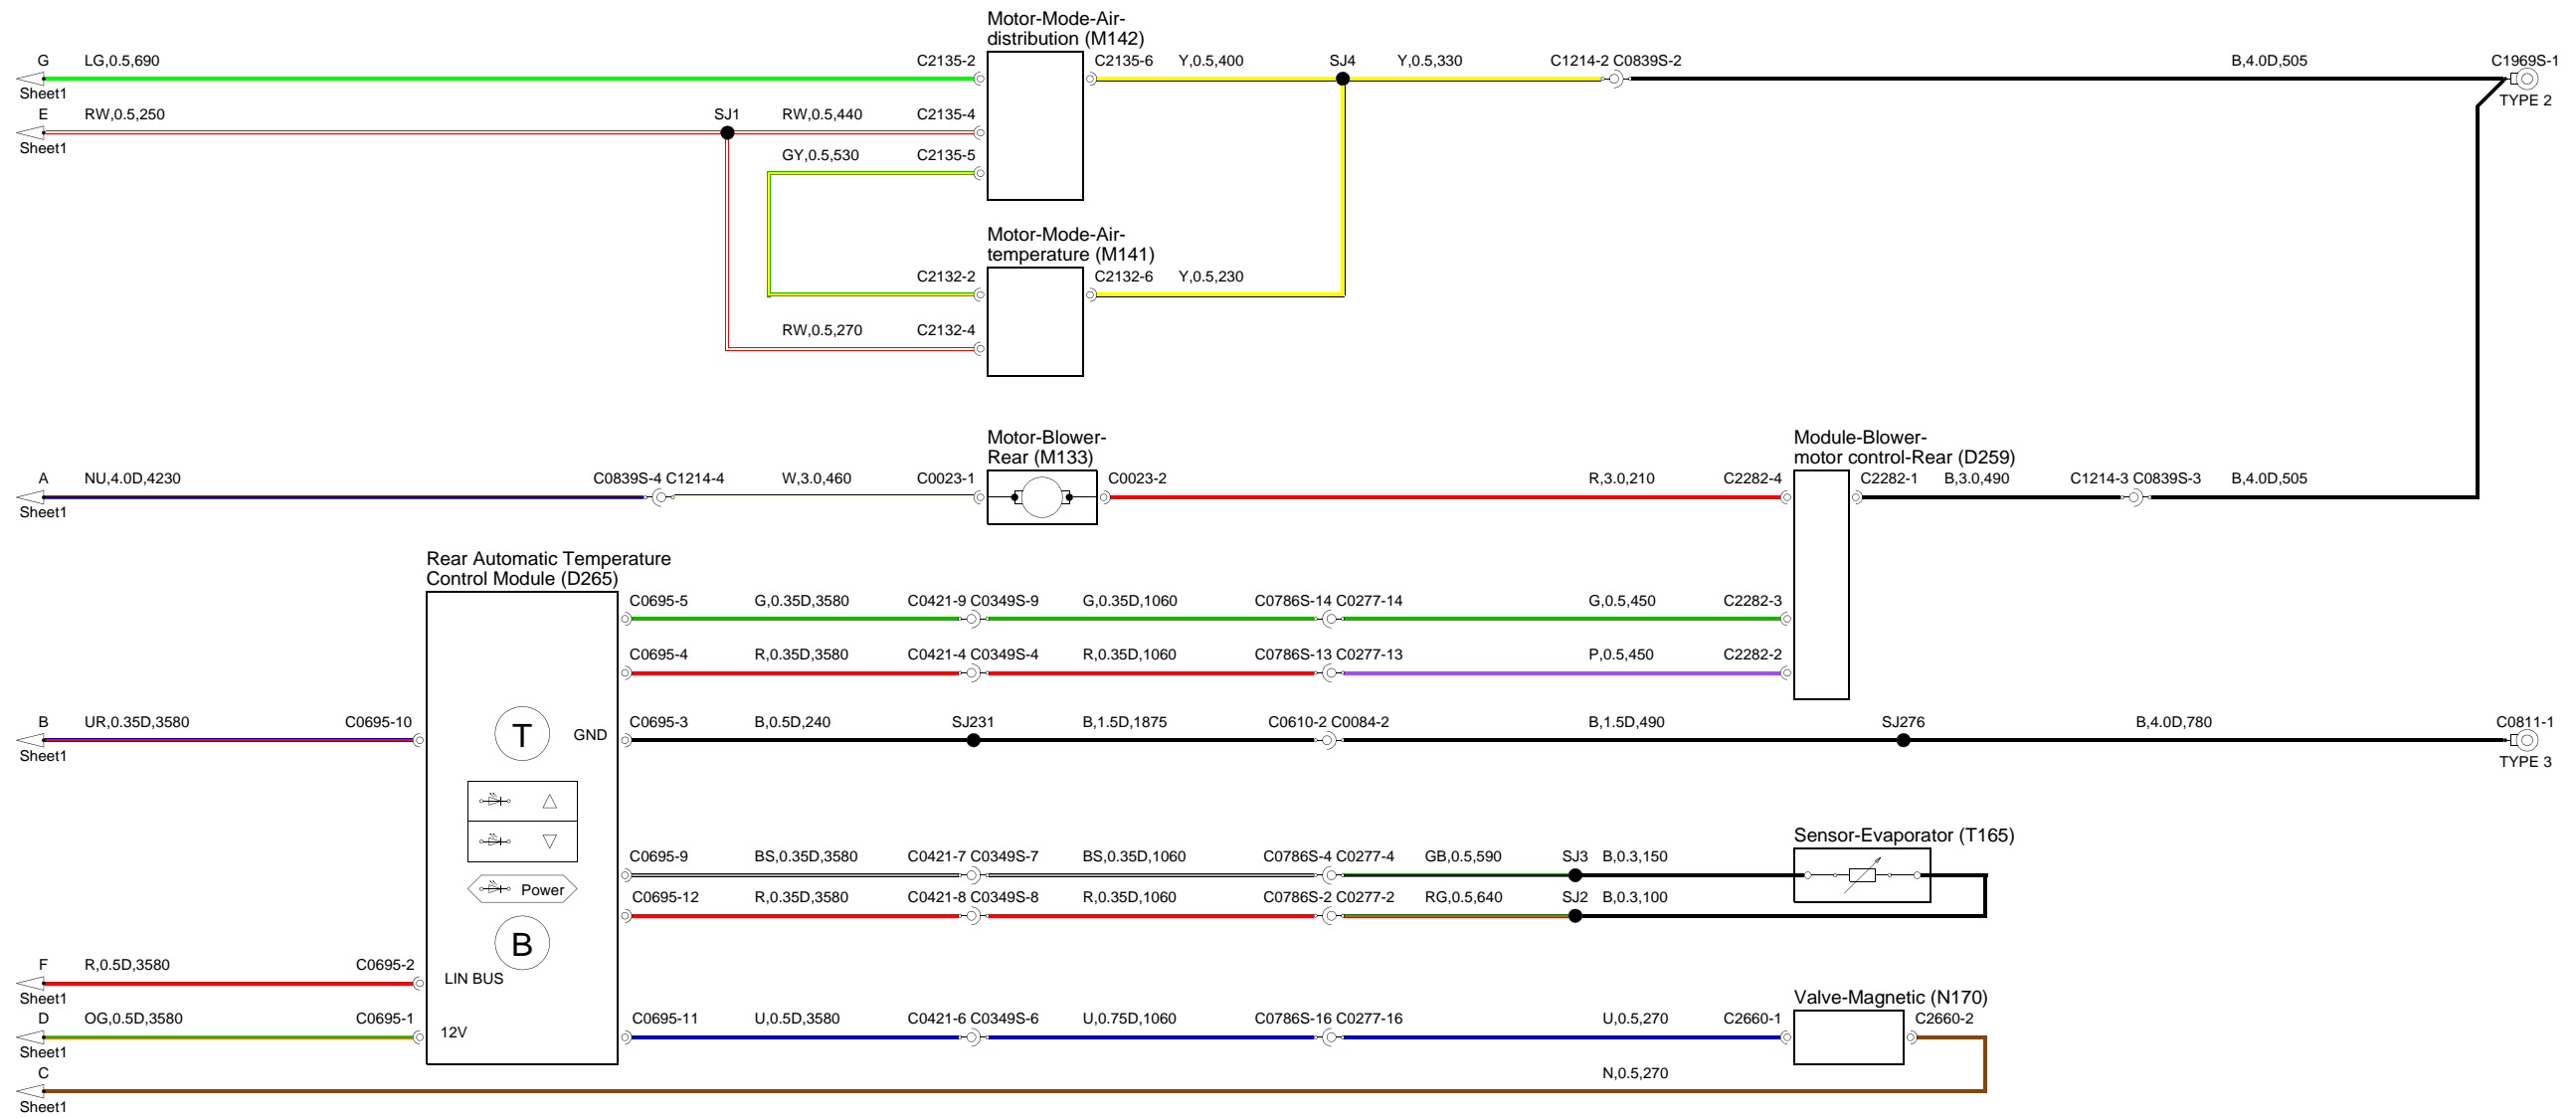 Motor-Mode-Air-
distribution (M142)
G LG,0.5,690 C2135-2 C2135-6 Y,0.5,400 SJ4 Y,0.5,330 C1214-2 C0839S-2 B,4.0D,505 C1969S-1
Sheet1
TYPE 2
E RW,0.5,250 SJ1 RW,0.5,440 C2135-4
Sheet1
GY,0.5,530 C2135-5
Motor-Mode-Air-
temperature (M141)
C2132-2 C2132-6 Y,0.5,230
RW,0.5,270 C2132-4
Motor-Blower-
Rear (M133)
Module-Blower-
motor control-Rear (D259)
A NU,4.0D,4230 C0839S-4 C1214-4 W,3.0,460 C0023-1 C0023-2 R,3.0,210 C2282-4 C2282-1 B,3.0,490 C1214-3 C0839S-3 B,4.0D,505
Sheet1
Rear Automatic Temperature
Control Module (D265)
C0695-5 G,0.35D,3580 C0421-9 C0349S-9 G,0.35D,1060 C0786S-14 C0277-14 G,0.5,450 C2282-3
C0695-4 R,0.35D,3580 C0421-4 C0349S-4 R,0.35D,1060 C0786S-13 C0277-13 P,0.5,450 C2282-2
B UR,0.35D,3580 C0695-10 T GND C0695-3 B,0.5D,240 SJ231 B,1.5D,1875 C0610-2 C0084-2 B,1.5D,490 SJ276 B,4.0D,780 C0811-1
Sheet1
TYPE 3
Sensor-Evaporator (T165)
C0695-9 BS,0.35D,3580 C0421-7 C0349S-7 BS,0.35D,1060 C0786S-4 C0277-4 GB,0.5,590 SJ3 B,0.3,150
Power
C0695-12 R,0.35D,3580 C0421-8 C0349S-8 R,0.35D,1060 C0786S-2 C0277-2 RG,0.5,640 SJ2 B,0.3,100
B
F R,0.5D,3580 C0695-2 LIN BUS
Sheet1
Valve-Magnetic (N170)
D OG,0.5D,3580 C0695-1 12V C0695-11 U,0.5D,3580 C0421-6 C0349S-6 U,0.75D,1060 C0786S-16 C0277-16 U,0.5,270 C2660-1 C2660-2
Sheet1
C N,0.5,270
Sheet1